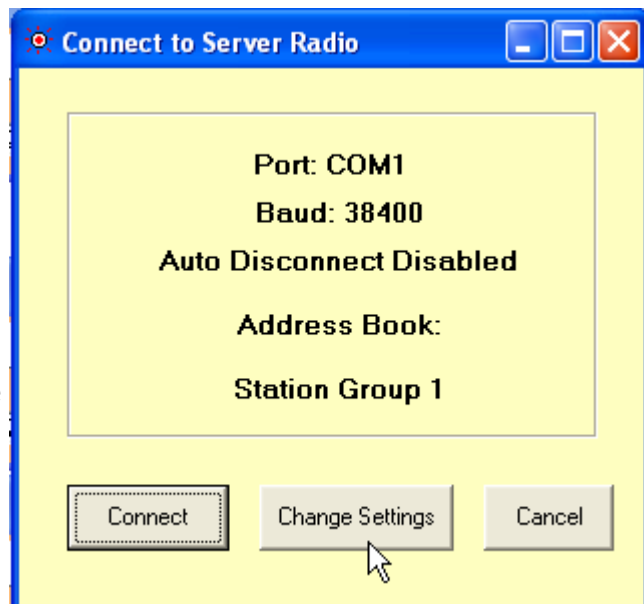 Connect to Server Radio
Port: COM1
Baud: 38400
Auto Disconnect Disabled
Address Book:
Station Group 1
Connect
Change Settings
Cancel